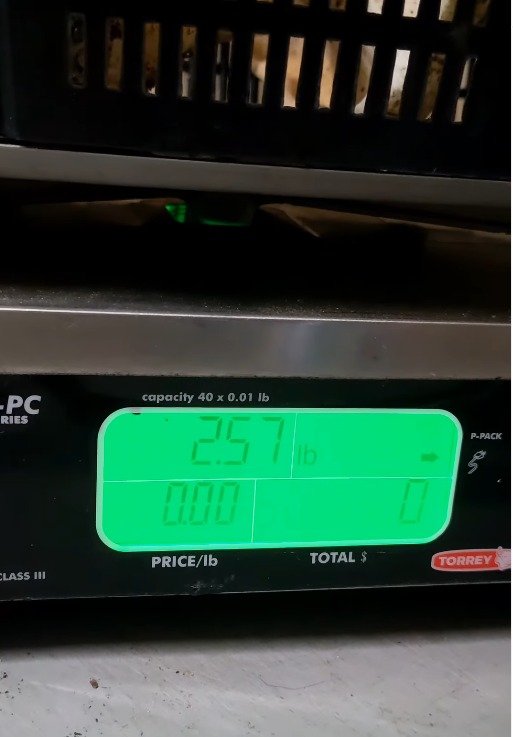 -PC
RIES
capacity 40 x 0.01 lb
2.57 lb
P-PACK
0.00
0
PRICE/lb
TOTAL $
TORREY
CLASS III